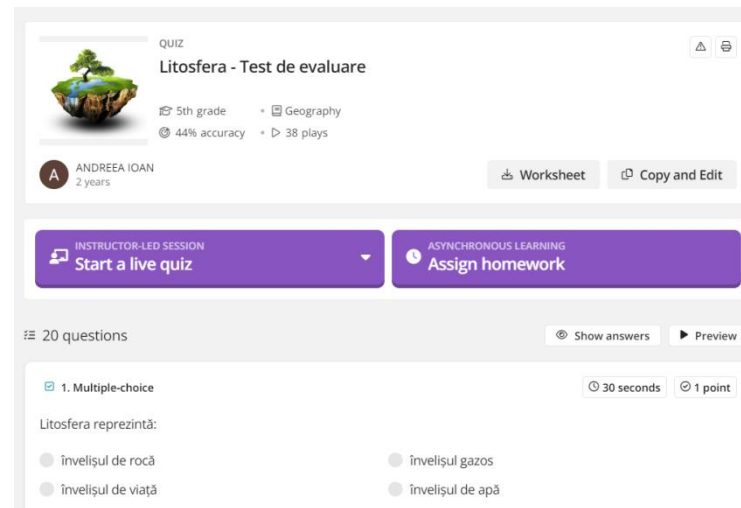 QUIZ
Litosfera - Test de evaluare
5th grade • Geography
44% accuracy • 38 plays
A ANDREEA IOAN
2 years
Worksheet Copy and Edit
INSTRUCTOR-LED SESSION
Start a live quiz
ASYNCHRONOUS LEARNING
Assign homework
20 questions Show answers Preview
1. Multiple-choice 30 seconds 1 point
Litosfera reprezintă:
învelișul de rocă învelișul gazos
învelișul de viață învelișul de apă